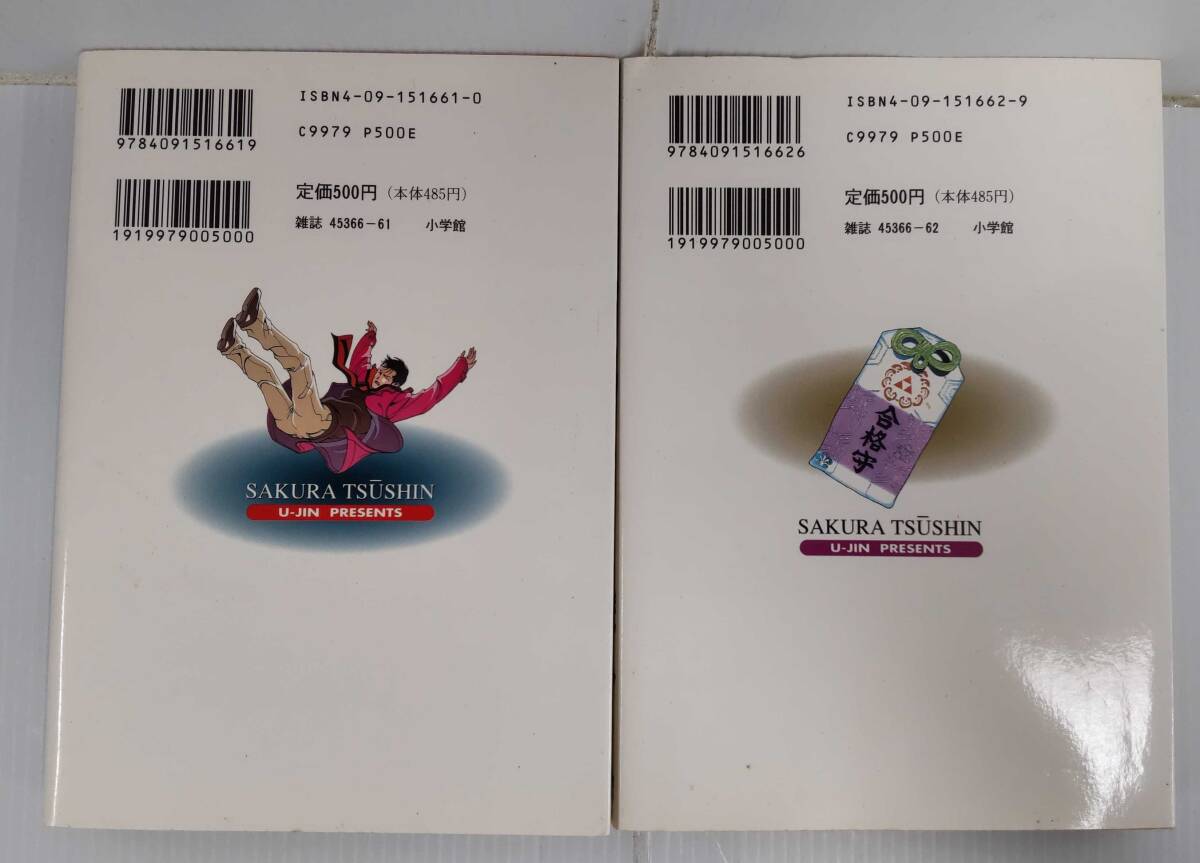 ISBN4-09-151661-0
C9979 P500E
9784091516619
定価500円（本体485円）
雑誌 45366-61 小学館
1919979005000
SAKURA TSŪSHIN
U-JIN PRESENTS
ISBN4-09-151662-9
C9979 P500E
9784091516626
定価500円（本体485円）
雑誌 45366-62 小学館
1919979005000
合格守
SAKURA TSŪSHIN
U-JIN PRESENTS